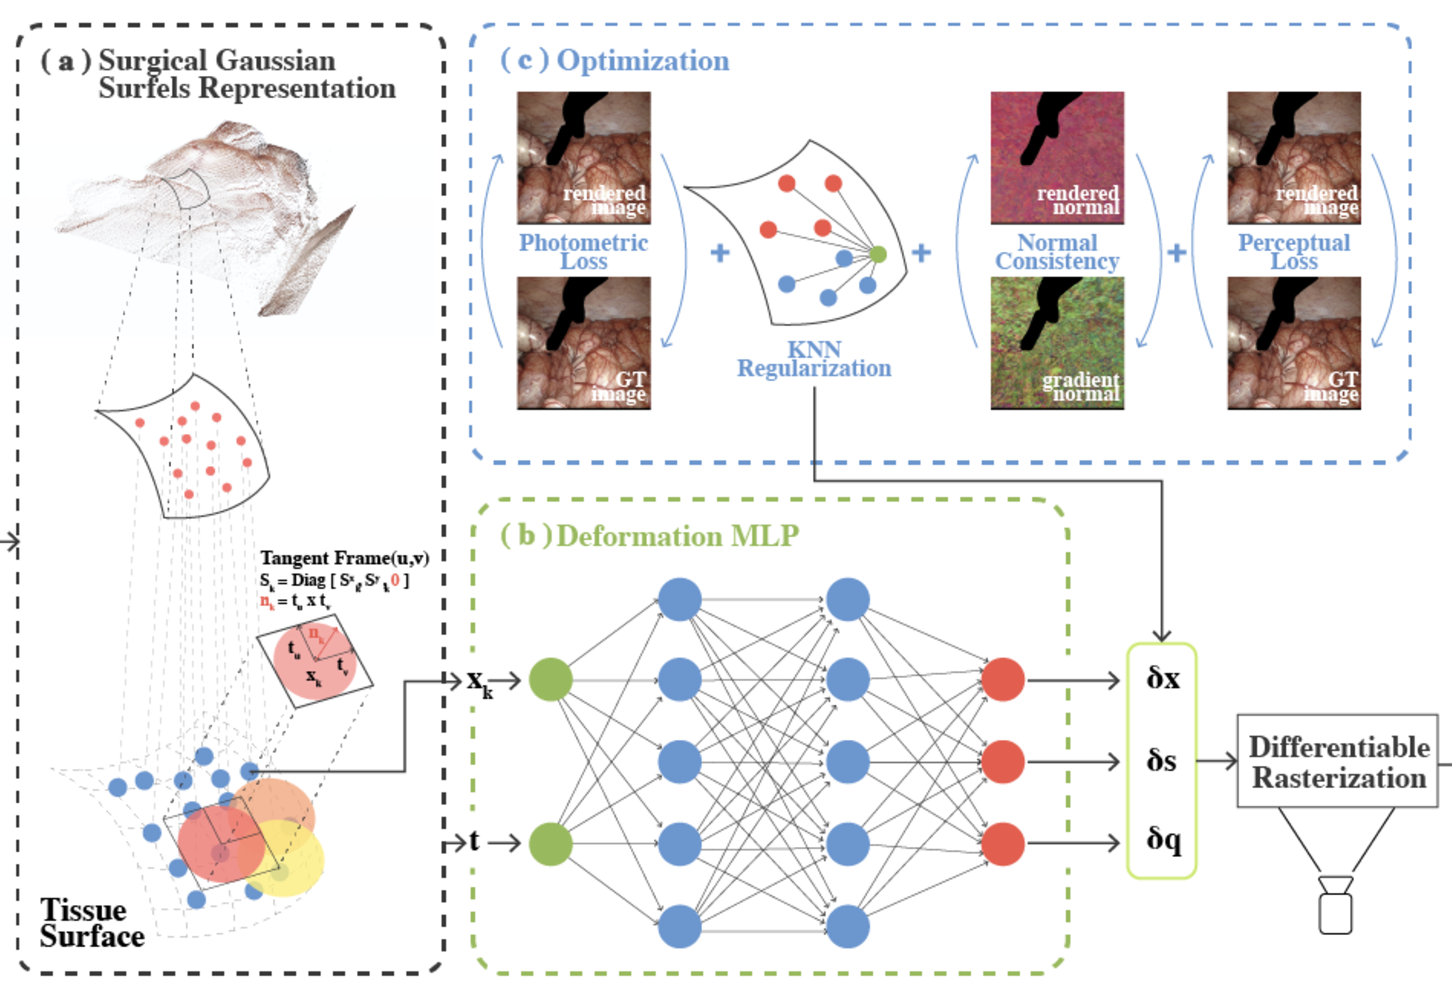 ( a ) Surgical Gaussian
Surfels Representation
Tangent Frame(u,v)
S_k = Diag [ S^x_k, S^y_k, 0 ]
n_k = t_u x t_v
n_k
t_u
t_v
x_k
Tissue
Surface
( c ) Optimization
rendered
image
Photometric
Loss
GT
image
+
KNN
Regularization
+
rendered
normal
Normal
Consistency
gradient
normal
+
rendered
image
Perceptual
Loss
GT
image
( b ) Deformation MLP
x_k
t
δx
δs
δq
Differentiable
Rasterization